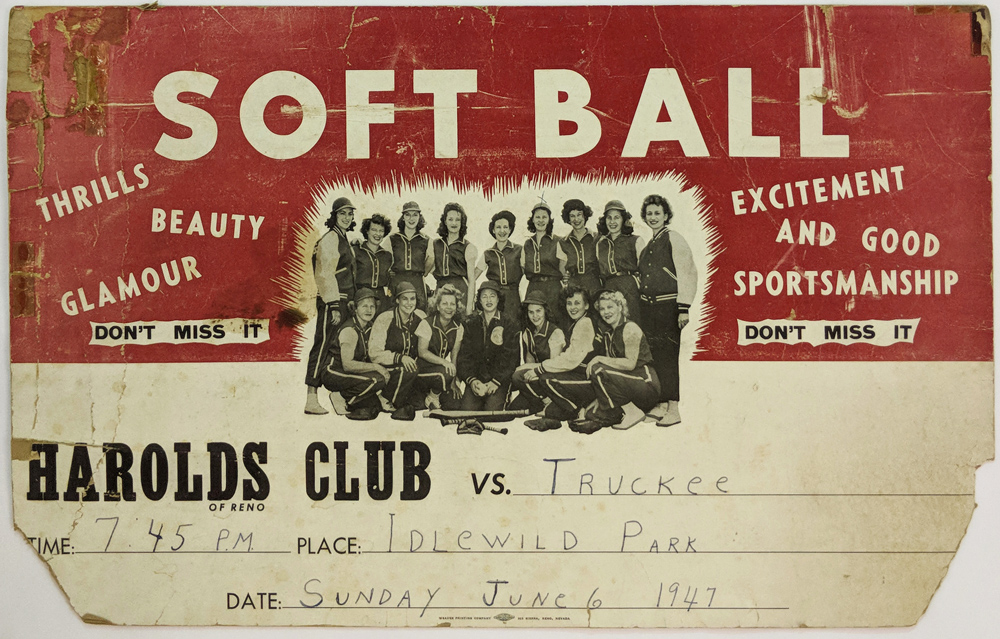 SOFT BALL
THRILLS
BEAUTY
GLAMOUR
DON'T MISS IT
EXCITEMENT
AND GOOD
SPORTSMANSHIP
DON'T MISS IT
HAROLDS CLUB VS. Truckee
OF RENO
TIME: 7:45 P.M. PLACE: Idlewild Park
DATE: Sunday June 6 1947